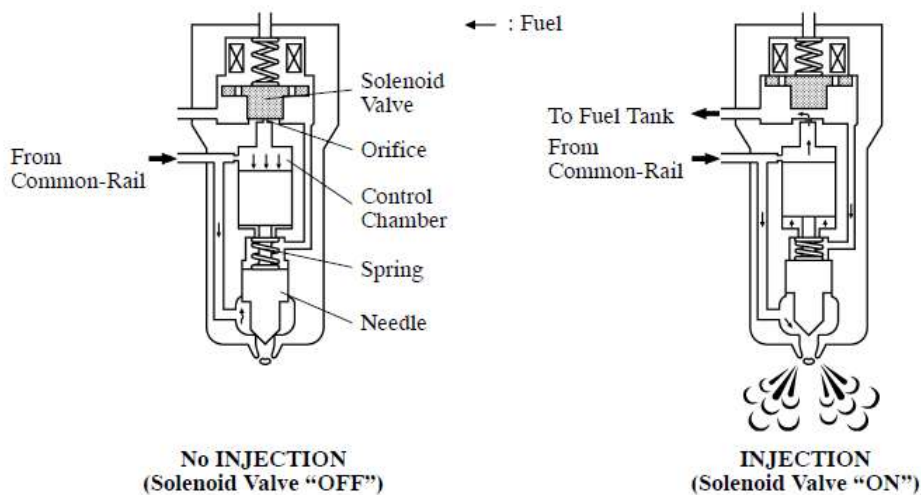 : Fuel
Solenoid
Valve
Orifice
From
Common-Rail
Control
Chamber
Spring
Needle
To Fuel Tank
From
Common-Rail
No INJECTION
(Solenoid Valve “OFF”)
INJECTION
(Solenoid Valve “ON”)